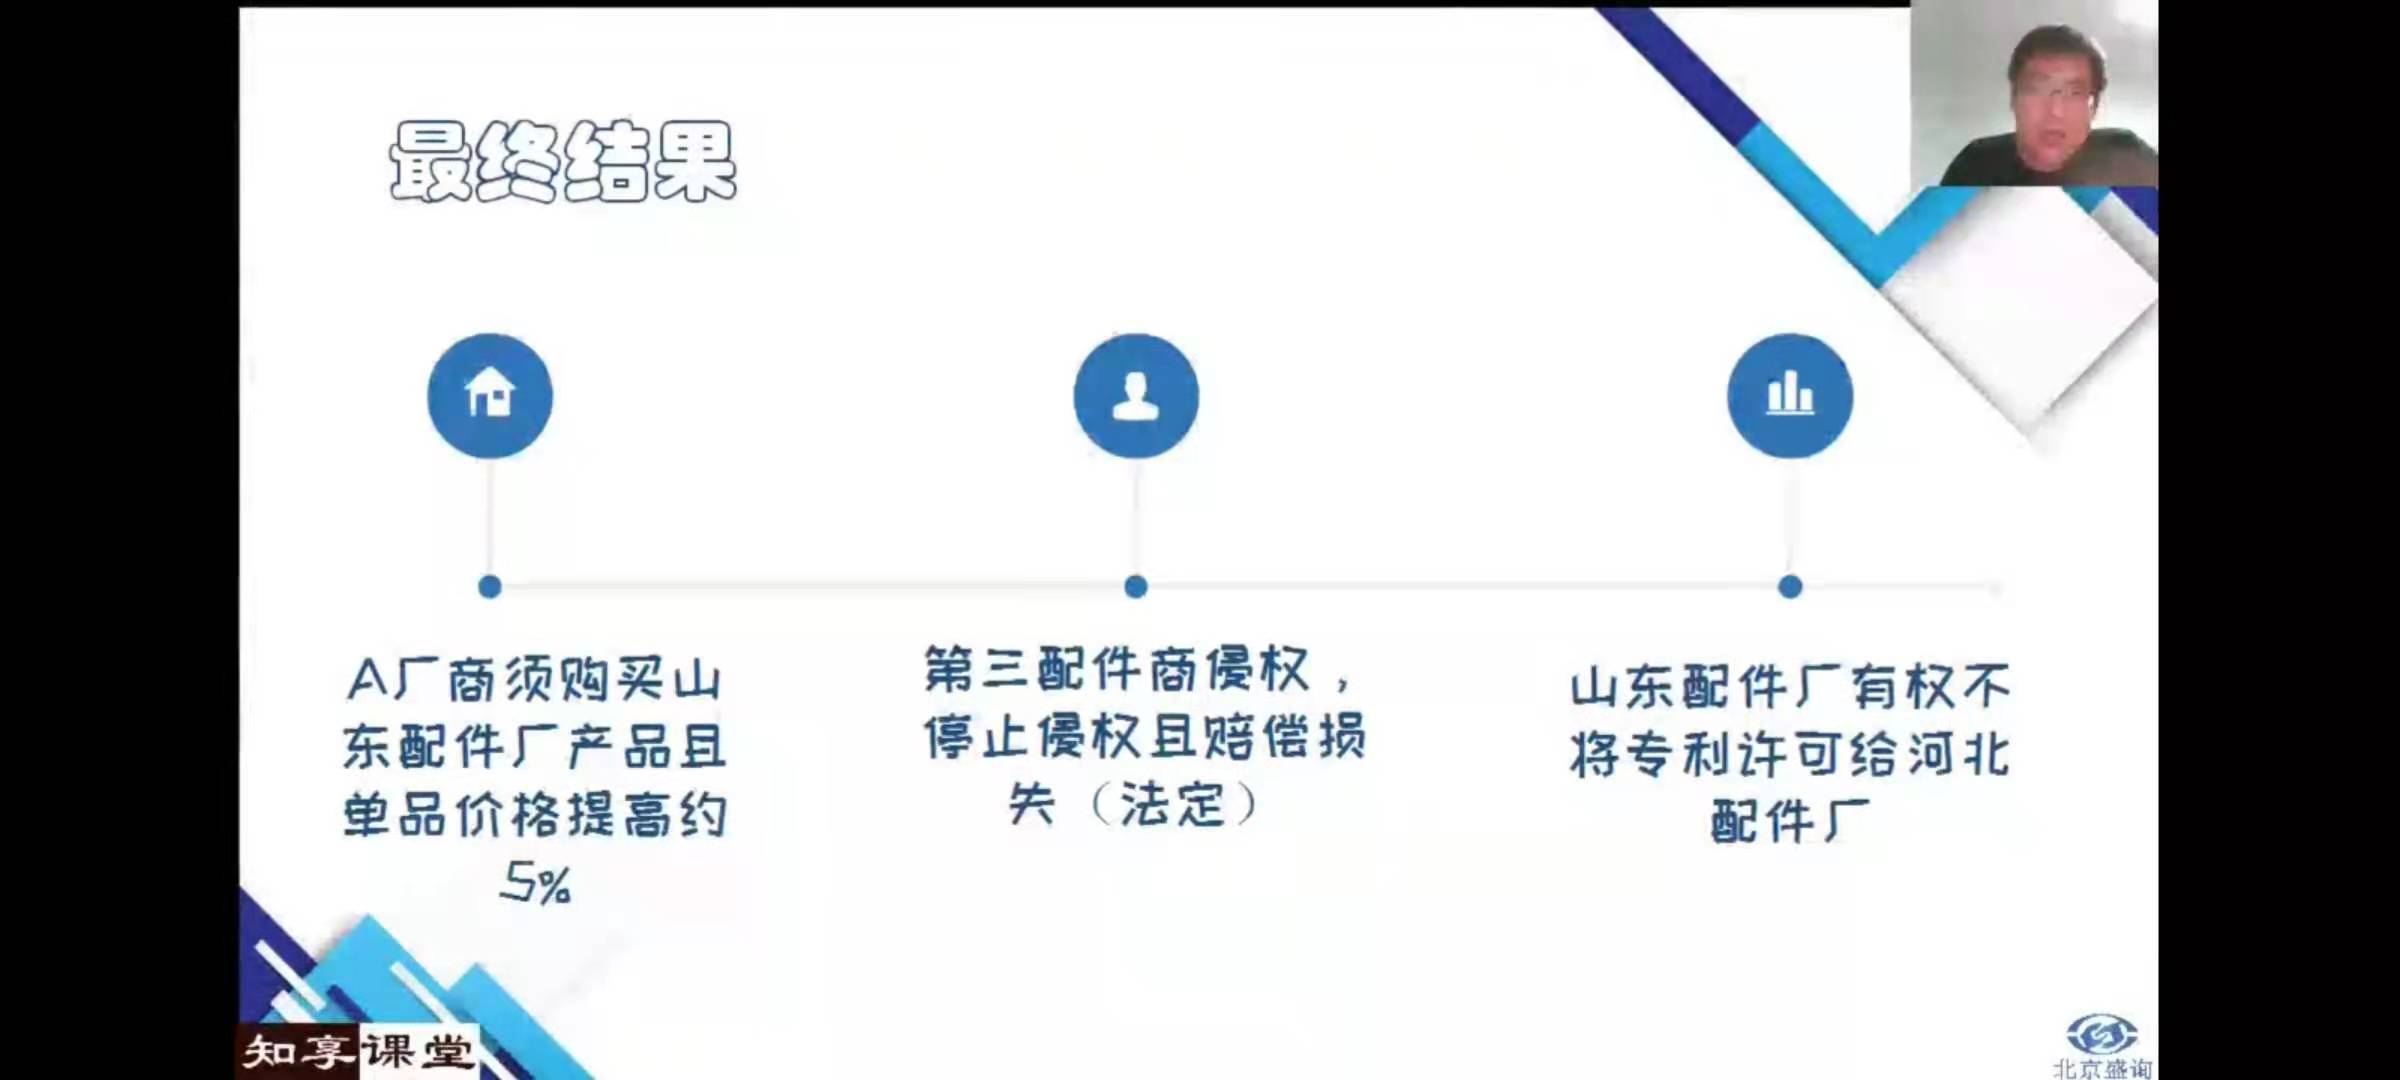 最终结果
A厂商须购买山
东配件厂产品且
单品价格提高约
5%
第三配件商侵权，
停止侵权且赔偿损
失（法定）
山东配件厂有权不
将专利许可给河北
配件厂
知享课堂
北京盛询